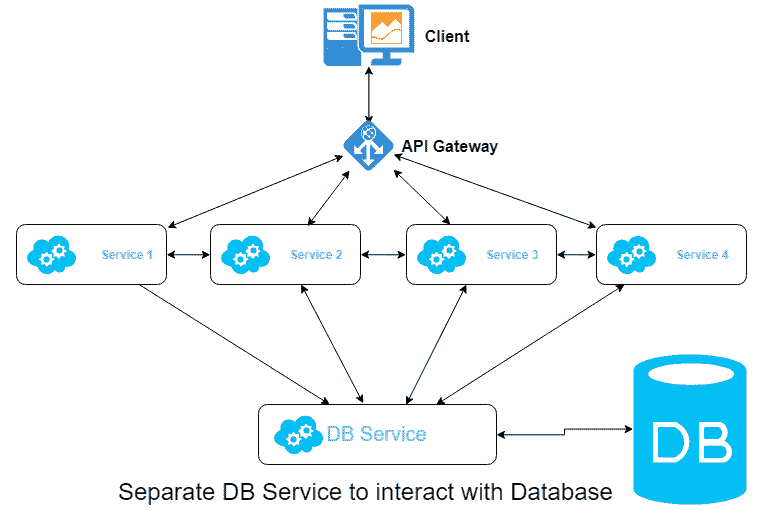 Client
API Gateway
Service 1
Service 2
Service 3
Service 4
DB Service
DB
Separate DB Service to interact with Database